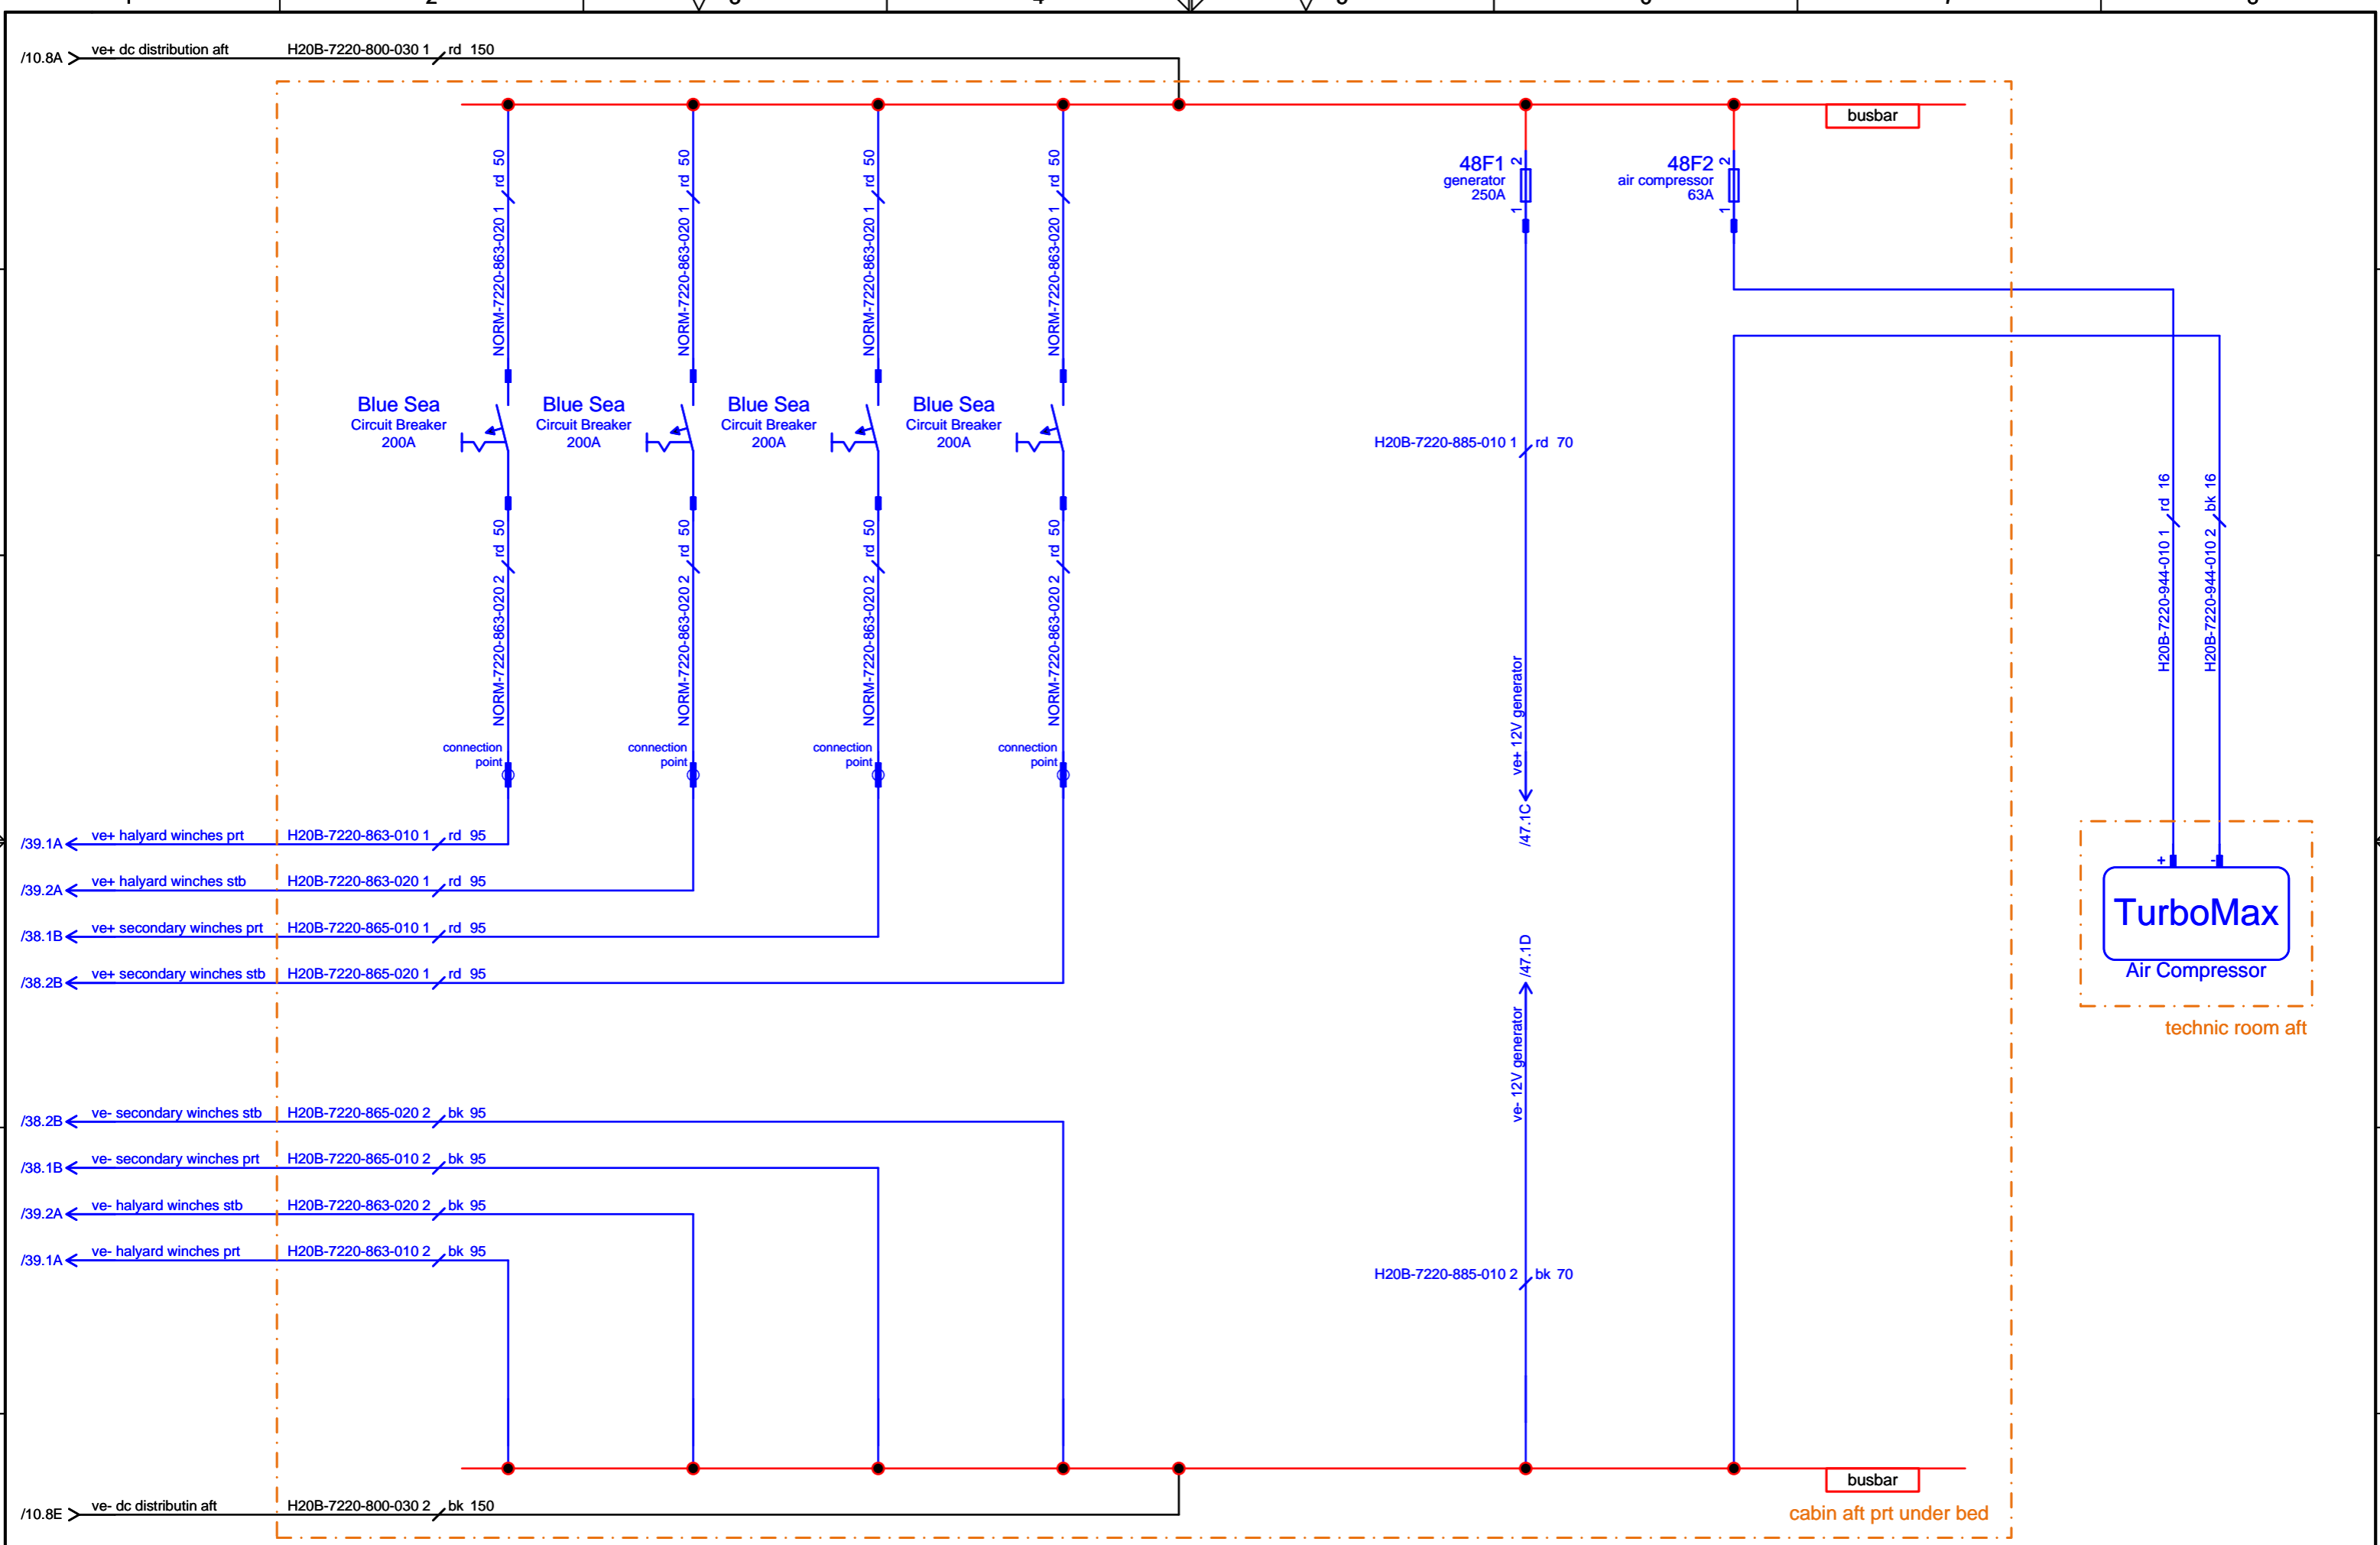 2
4
/10.8A
ve+ dc distribution aft
H20B-7220-800-030 1
rd 150
busbar
rd 50
rd 50
rd 50
rd 50
NORM-7220-863-020 1
NORM-7220-863-020 1
NORM-7220-863-020 1
NORM-7220-863-020 1
48F1
generator
250A
2
1
48F2
air compressor
63A
2
1
Blue Sea
Circuit Breaker
200A
Blue Sea
Circuit Breaker
200A
Blue Sea
Circuit Breaker
200A
Blue Sea
Circuit Breaker
200A
H20B-7220-885-010 1
rd 70
rd 50
rd 50
rd 50
rd 50
NORM-7220-863-020 2
NORM-7220-863-020 2
NORM-7220-863-020 2
NORM-7220-863-020 2
rd 16
bk 16
H20B-7220-944-010 1
H20B-7220-944-010 2
connection
point
connection
point
connection
point
connection
point
ve+ 12V generator
/47.1C
/39.1A
ve+ halyard winches prt
H20B-7220-863-010 1
rd 95
/39.2A
ve+ halyard winches stb
H20B-7220-863-020 1
rd 95
/38.1B
ve+ secondary winches prt
H20B-7220-865-010 1
rd 95
/38.2B
ve+ secondary winches stb
H20B-7220-865-020 1
rd 95
+
-
TurboMax
Air Compressor
technic room aft
/47.1D
ve- 12V generator
/38.2B
ve- secondary winches stb
H20B-7220-865-020 2
bk 95
/38.1B
ve- secondary winches prt
H20B-7220-865-010 2
bk 95
/39.2A
ve- halyard winches stb
H20B-7220-863-020 2
bk 95
/39.1A
ve- halyard winches prt
H20B-7220-863-010 2
bk 95
H20B-7220-885-010 2
bk 70
busbar
/10.8E
ve- dc distributin aft
H20B-7220-800-030 2
bk 150
cabin aft prt under bed